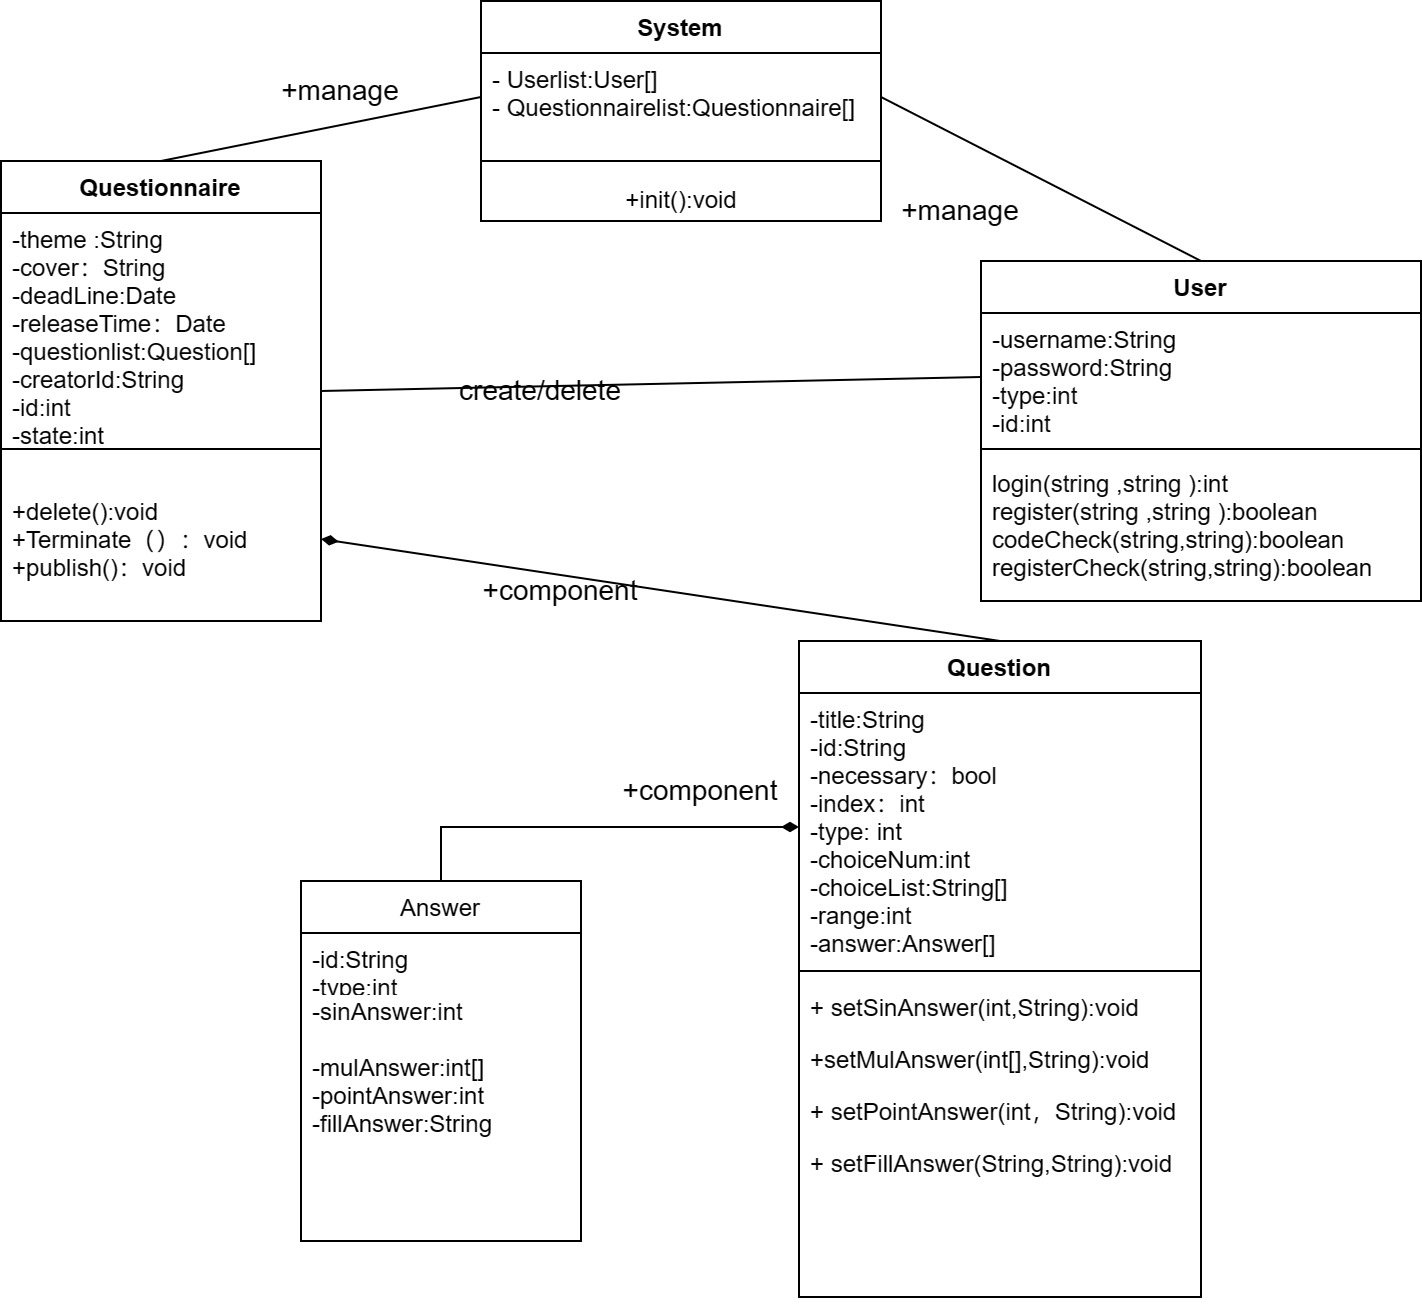 System
- Userlist:User[]
- Questionnairelist:Questionnaire[]
+init():void
+manage
+manage
Questionnaire
-theme :String
-cover：String
-deadLine:Date
-releaseTime：Date
-questionlist:Question[]
-creatorId:String
-id:int
-state:int
+delete():void
+Terminate（）：void
+publish()：void
create/delete
User
-username:String
-password:String
-type:int
-id:int
login(string ,string ):int
register(string ,string ):boolean
codeCheck(string,string):boolean
registerCheck(string,string):boolean
+component
Question
-title:String
-id:String
-necessary：bool
-index：int
-type: int
-choiceNum:int
-choiceList:String[]
-range:int
-answer:Answer[]
+ setSinAnswer(int,String):void
+setMulAnswer(int[],String):void
+ setPointAnswer(int，String):void
+ setFillAnswer(String,String):void
+component
Answer
-id:String
-type:int
-sinAnswer:int
-mulAnswer:int[]
-pointAnswer:int
-fillAnswer:String